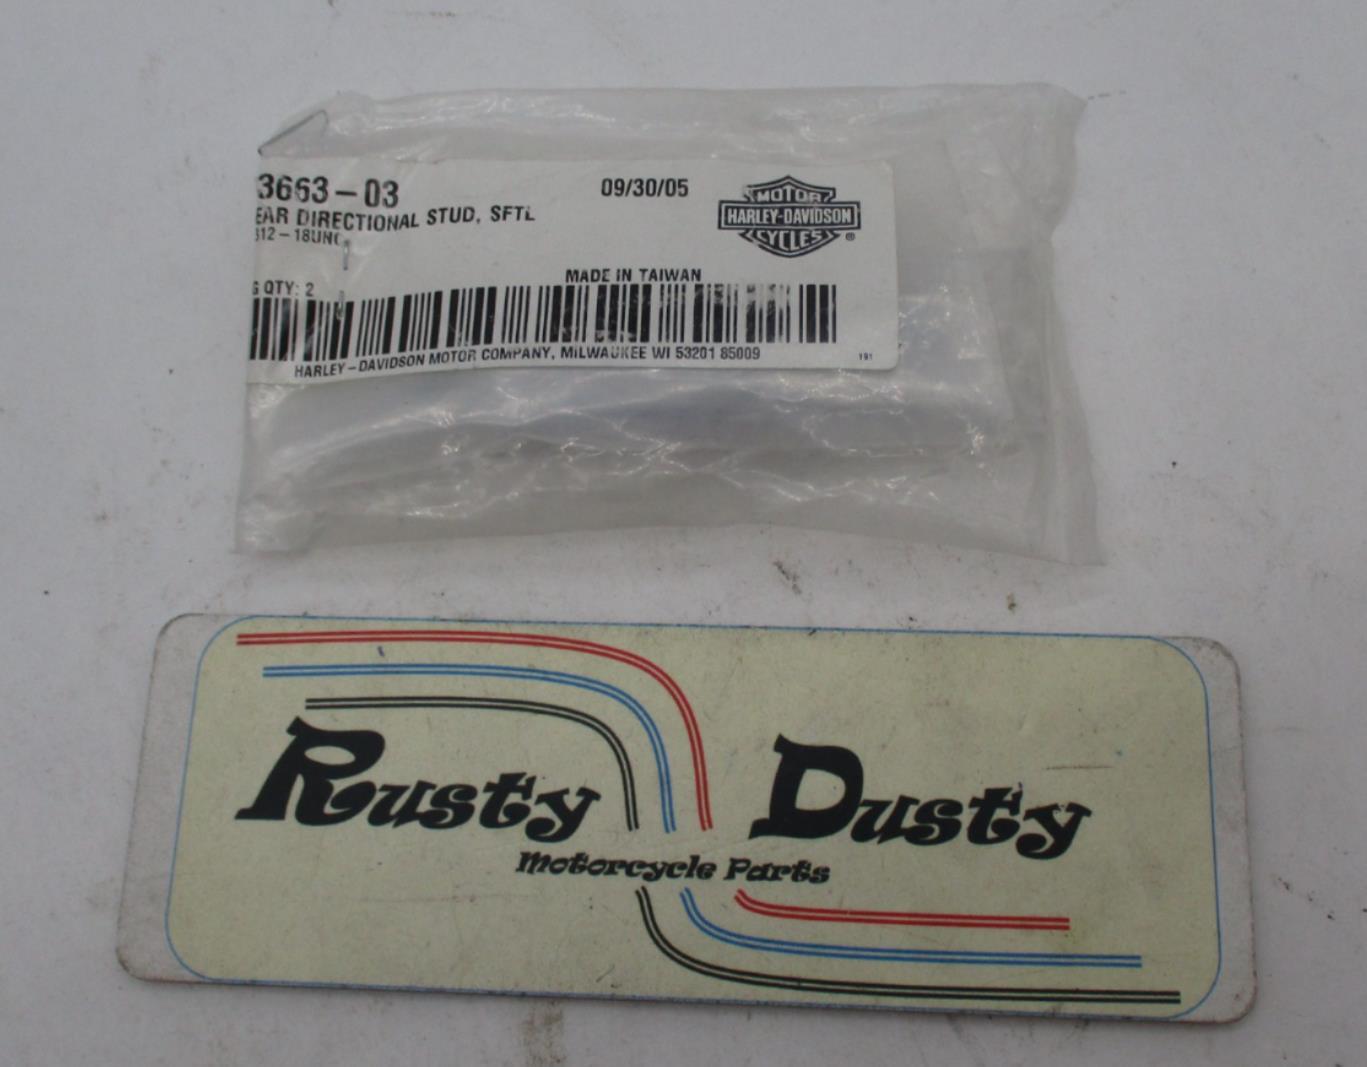 3663-03
EAR DIRECTIONAL STUD, SFTL
312-18UNC
09/30/05
MOTOR
HARLEY-DAVIDSON
CYCLES
®
G QTY: 2
MADE IN TAIWAN
HARLEY-DAVIDSON MOTOR COMPANY, MILWAUKEE WI 53201 85009
191
Rusty Dusty
Motorcycle Parts